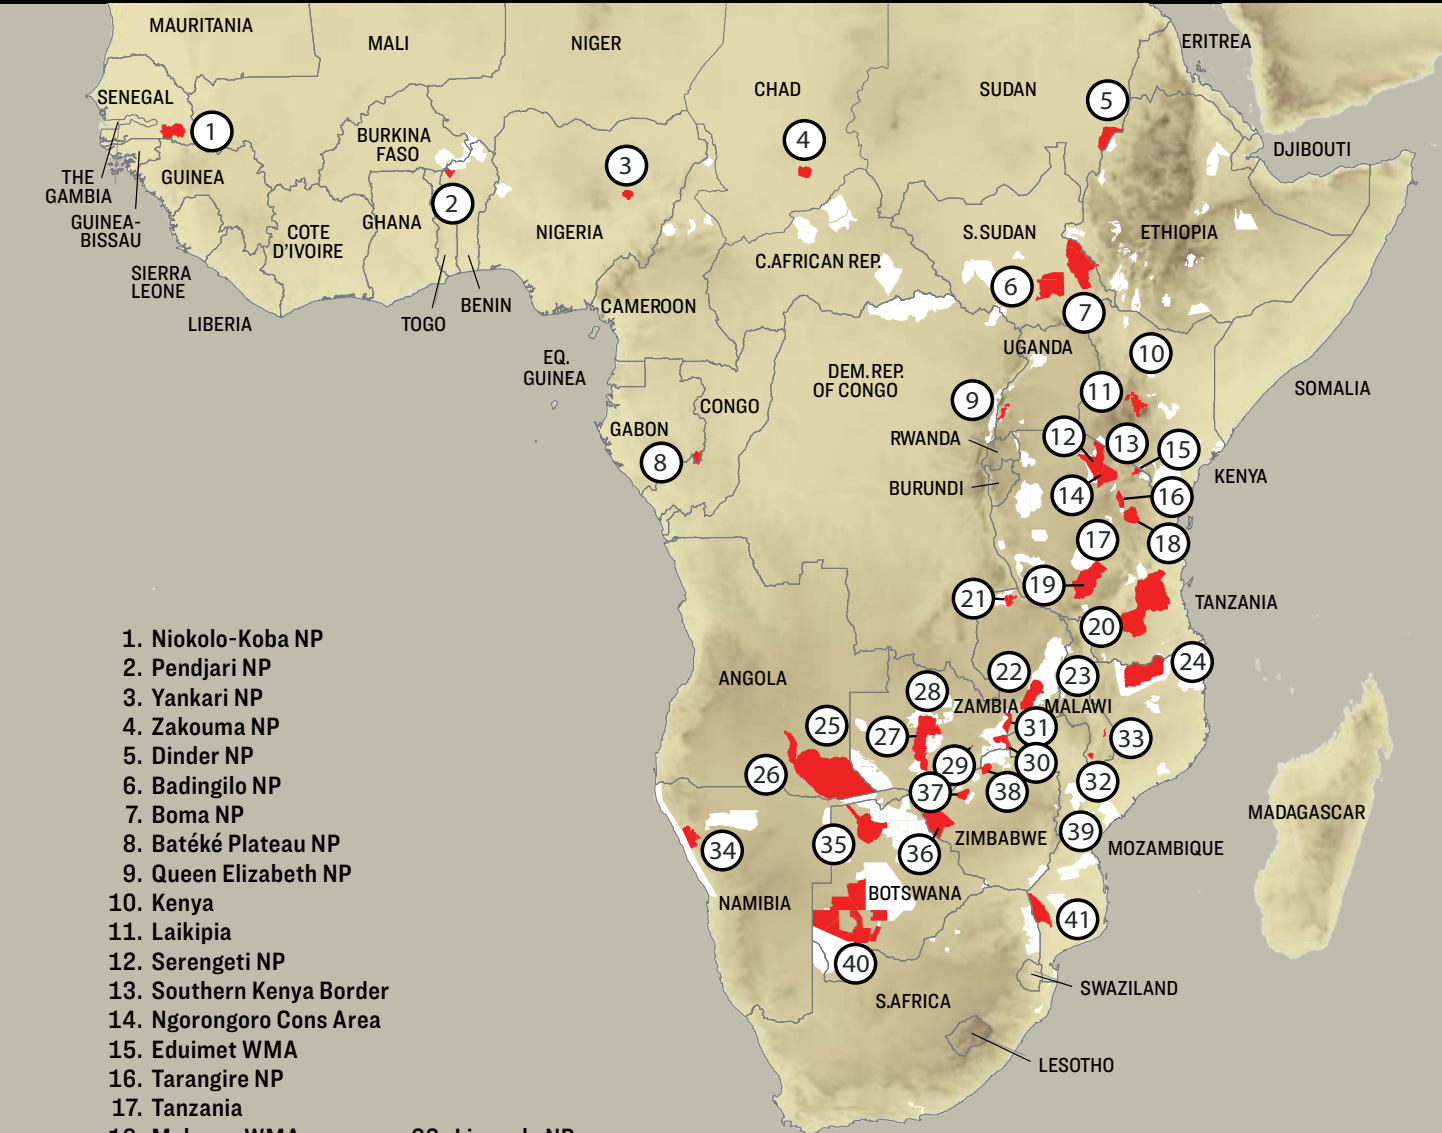 MAURITANIA
MALI
NIGER
CHAD
SUDAN
ERITREA
SENEGAL
BURKINA
FASO
DJIBOUTI
THE
GAMBIA
GUINEA
GUINEA-
BISSAU
COTE
D'IVOIRE
GHANA
NIGERIA
S.SUDAN
ETHIOPIA
C.AFRICAN REP.
SIERRA
LEONE
LIBERIA
TOGO
BENIN
CAMEROON
EQ.
GUINEA
UGANDA
DEM. REP.
OF CONGO
CONGO
GABON
SOMALIA
RWANDA
BURUNDI
KENYA
TANZANIA
ANGOLA
ZAMBIA
MALAWI
ZIMBABWE
MOZAMBIQUE
MADAGASCAR
NAMIBIA
BOTSWANA
S.AFRICA
SWAZILAND
LESOTHO
1
2
3
4
5
6
7
8
9
10
11
12
13
14
15
16
17
18
19
20
21
22
23
24
25
26
27
28
29
30
31
32
33
34
35
36
37
38
39
40
41
1. Niokolo-Koba NP
2. Pendjari NP
3. Yankari NP
4. Zakouma NP
5. Dinder NP
6. Badingilo NP
7. Boma NP
8. Batéké Plateau NP
9. Queen Elizabeth NP
10. Kenya
11. Laikipia
12. Serengeti NP
13. Southern Kenya Border
14. Ngorongoro Cons Area
15. Eduimet WMA
16. Tarangire NP
17. Tanzania